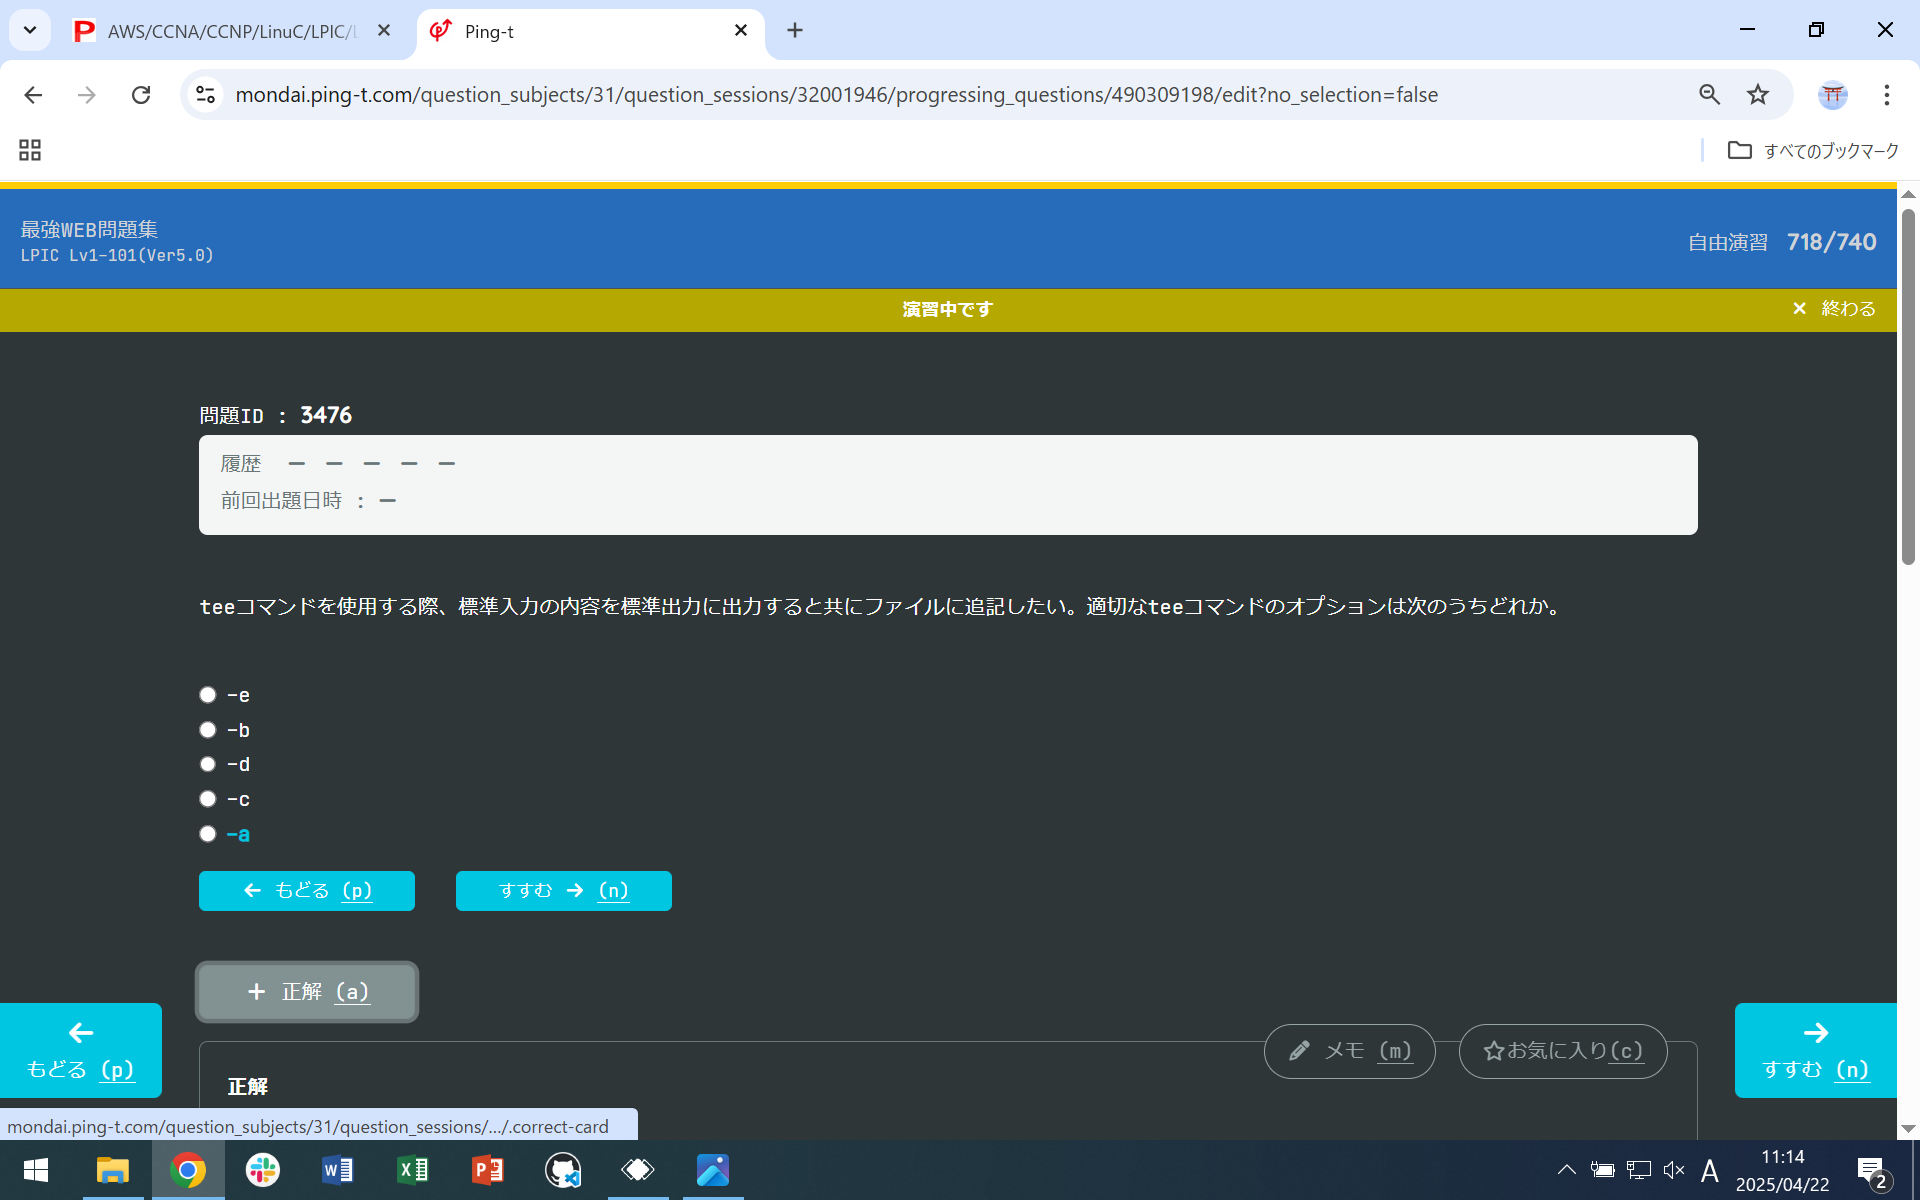 AWS/CCNA/CCNP/LinuC/LPIC/
Ping-t
mondai.ping-t.com/question_subjects/31/question_sessions/32001946/progressing_questions/490309198/edit?no_selection=false
すべてのブックマーク
最強WEB問題集
LPIC Lv1-101(Ver5.0)
自由演習 718/740
演習中です
× 終わる
問題ID : 3476
履歴 － － － － －
前回出題日時 : －
teeコマンドを使用する際、標準入力の内容を標準出力に出力すると共にファイルに追記したい。適切なteeコマンドのオプションは次のうちどれか。
-e
-b
-d
-c
-a
← もどる (p)
すすむ → (n)
+ 正解 (a)
← もどる (p)
メモ (m)
お気に入り(c)
→ すすむ (n)
正解
mondai.ping-t.com/question_subjects/31/question_sessions/.../.correct-card
A
11:14
2025/04/22
2